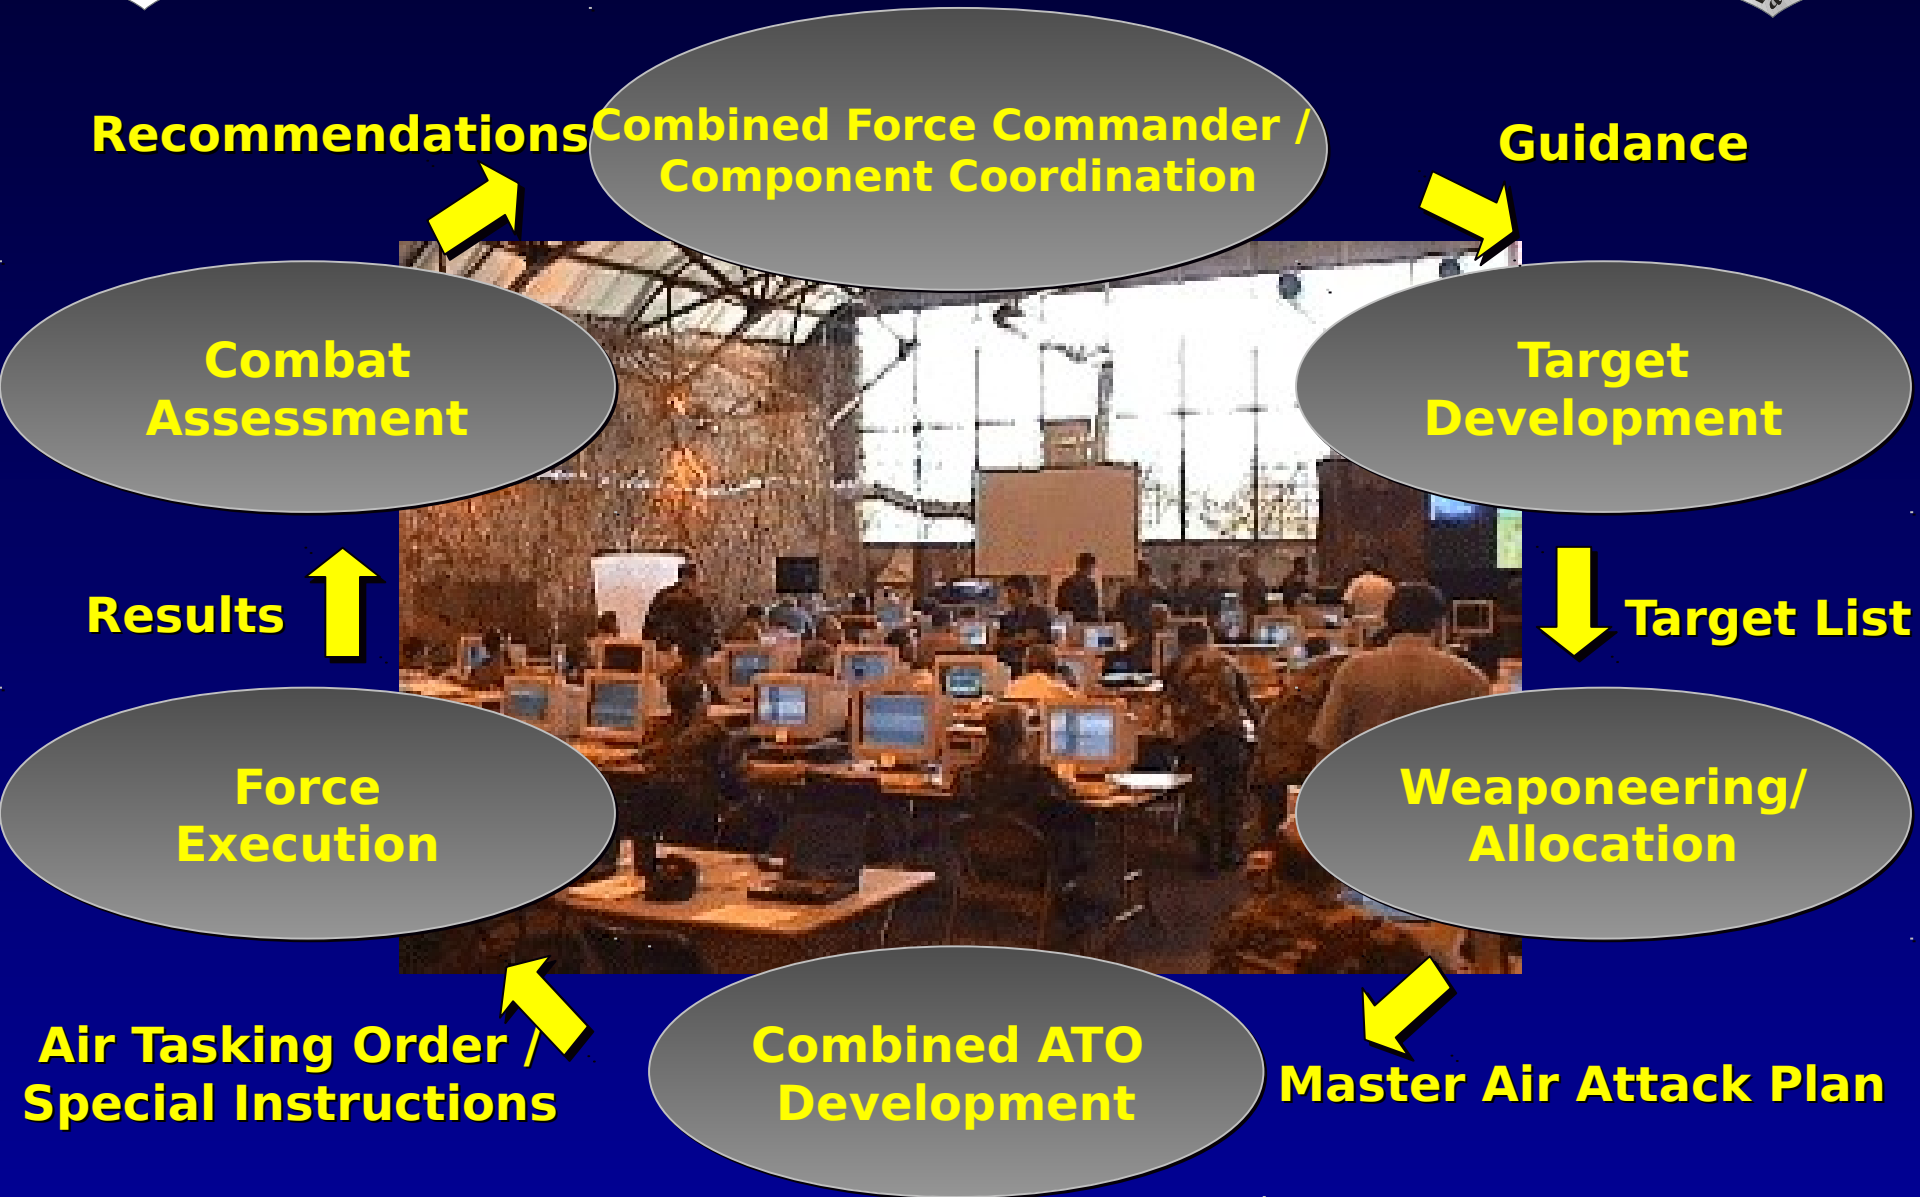 Recommendations
Combined Force Commander /
Component Coordination
Guidance
Combat
Assessment
Target
Development
Results
Target List
Force
Execution
Weaponeering/
Allocation
Air Tasking Order /
Special Instructions
Combined ATO
Development
Master Air Attack Plan